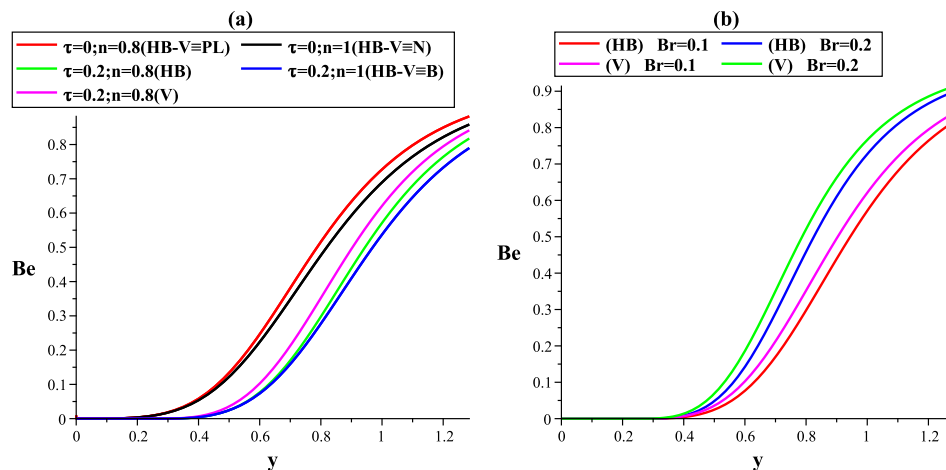 (a)
τ=0;n=0.8(HB-V≡PL) τ=0;n=1(HB-V≡N)
τ=0.2;n=0.8(HB) τ=0.2;n=1(HB-V≡B)
τ=0.2;n=0.8(V)
0.8
0.7
0.6
0.5
Be
0.4
0.3
0.2
0.1
0
0 0.2 0.4 0.6 0.8 1 1.2
y
(b)
(HB) Br=0.1 (HB) Br=0.2
(V) Br=0.1 (V) Br=0.2
0.9
0.8
0.7
0.6
0.5
Be
0.4
0.3
0.2
0.1
0
0 0.2 0.4 0.6 0.8 1 1.2
y